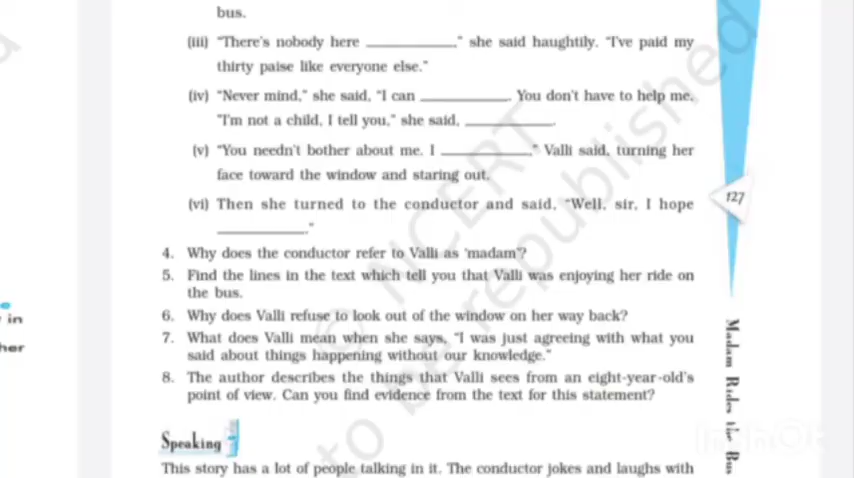 bus.
(iii) “There’s nobody here __________,” she said haughtily. “I’ve paid my
thirty paise like everyone else.”
(iv) “Never mind,” she said, “I can __________. You don’t have to help me.
“I’m not a child, I tell you,” she said, __________.
(v) “You needn’t bother about me. I __________,” Valli said, turning her
face toward the window and staring out.
(vi) Then she turned to the conductor and said, “Well, sir, I hope
__________.”
4. Why does the conductor refer to Valli as ‘madam’?
5. Find the lines in the text which tell you that Valli was enjoying her ride on
the bus.
6. Why does Valli refuse to look out of the window on her way back?
7. What does Valli mean when she says, “I was just agreeing with what you
said about things happening without our knowledge.”
8. The author describes the things that Valli sees from an eight-year-old’s
point of view. Can you find evidence from the text for this statement?
Speaking
This story has a lot of people talking in it. The conductor jokes and laughs with
127
Madam Rides the Bus
in
her
© NCERT
to be republished